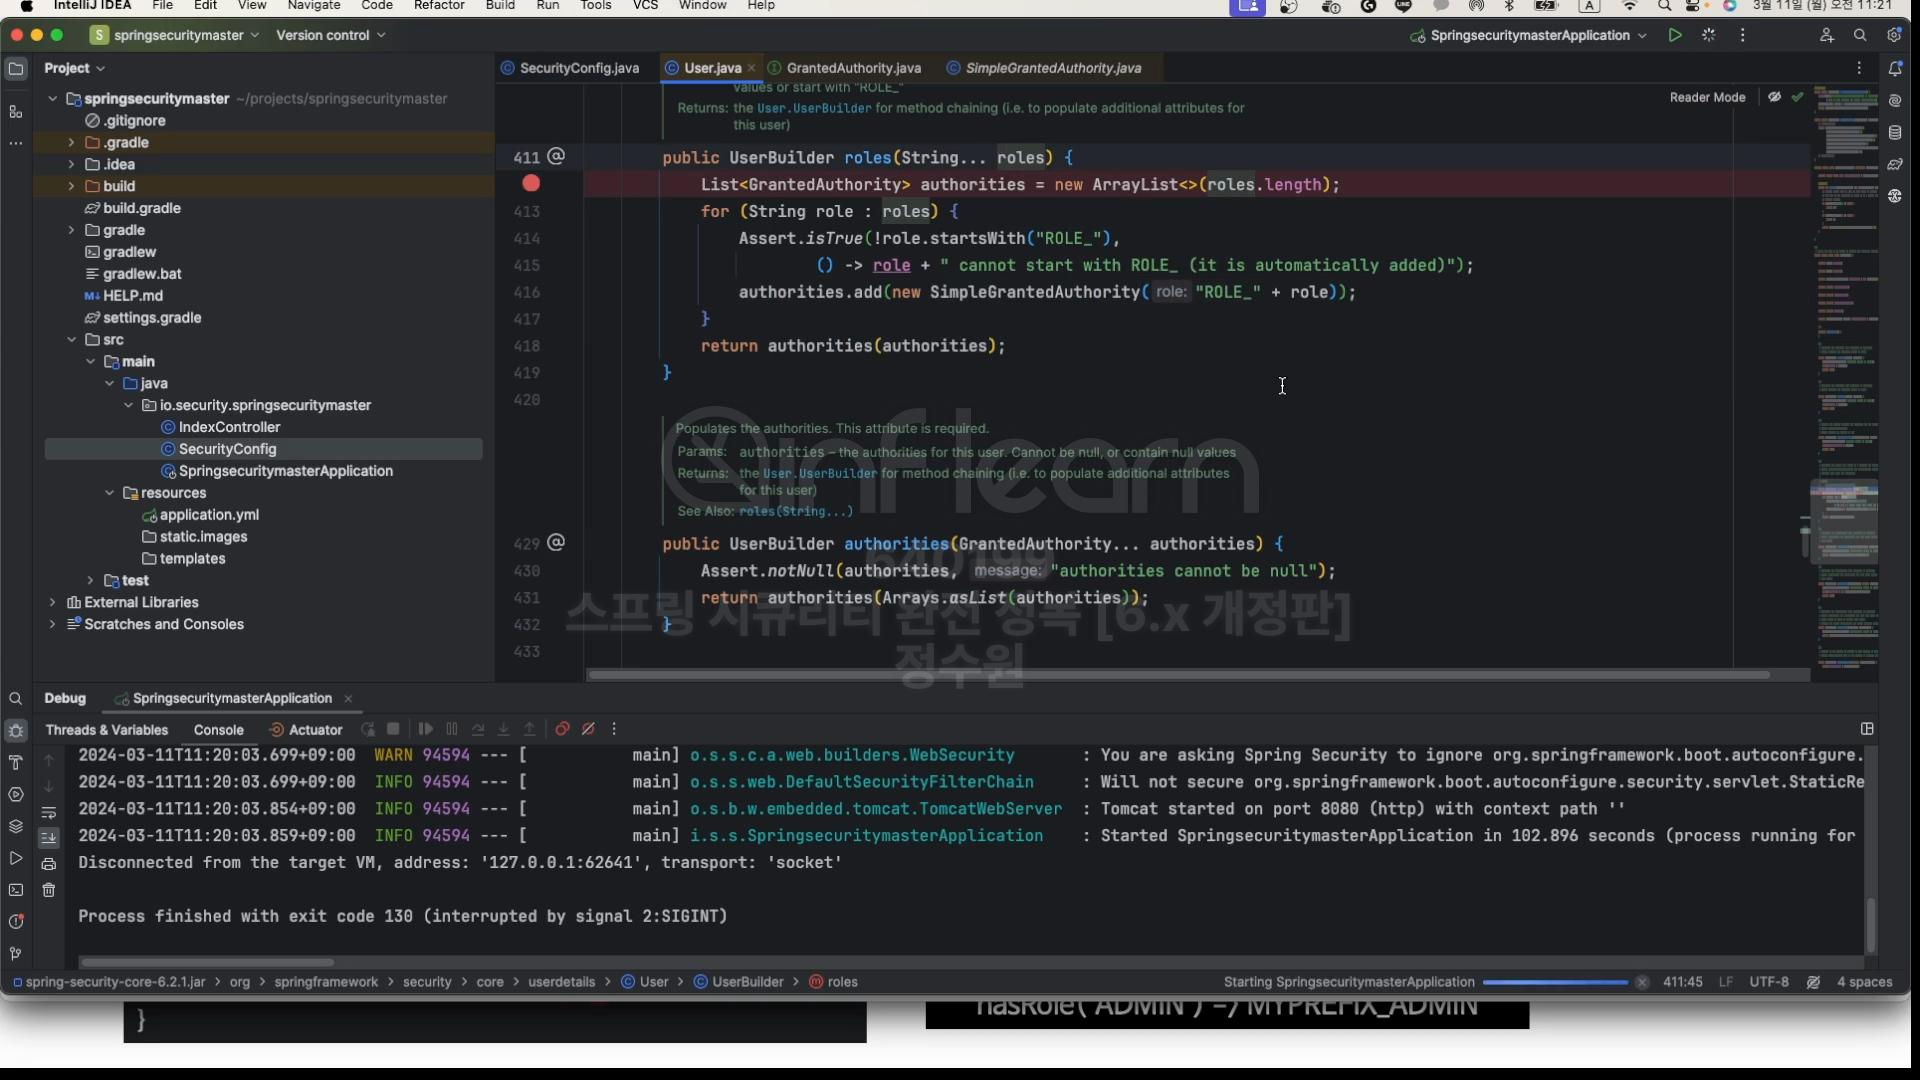 IntelliJ IDEA File Edit View Navigate Code Refactor Build Run Tools VCS Window Help
3월 11일 (월) 오전 11:21
S springsecuritymaster Version control
SpringsecuritymasterApplication
Project
SecurityConfig.java User.java GrantedAuthority.java SimpleGrantedAuthority.java
springsecuritymaster ~/projects/springsecuritymaster
.gitignore
.gradle
.idea
build
build.gradle
gradle
gradlew
gradlew.bat
HELP.md
settings.gradle
src
main
java
io.security.springsecuritymaster
IndexController
SecurityConfig
SpringsecuritymasterApplication
resources
application.yml
static.images
templates
test
External Libraries
Scratches and Consoles
Reader Mode
values or start with "ROLE_"
Returns: the User.UserBuilder for method chaining (i.e. to populate additional attributes for
this user)
411 public UserBuilder roles(String... roles) {
List<GrantedAuthority> authorities = new ArrayList<>(roles.length);
413 for (String role : roles) {
414 Assert.isTrue(!role.startsWith("ROLE_"),
415 () -> role + " cannot start with ROLE_ (it is automatically added)");
416 authorities.add(new SimpleGrantedAuthority( role: "ROLE_" + role));
417 }
418 return authorities(authorities);
419 }
420
Populates the authorities. This attribute is required.
Params: authorities – the authorities for this user. Cannot be null, or contain null values
Returns: the User.UserBuilder for method chaining (i.e. to populate additional attributes
for this user)
See Also: roles(String...)
inflearn
429 public UserBuilder authorities(GrantedAuthority... authorities) {
640199
430 Assert.notNull(authorities, message: "authorities cannot be null");
431 return authorities(Arrays.asList(authorities));
스프링 시큐리티 완전 정복 [6.x 개정판]
432 }
433
정수원
Debug SpringsecuritymasterApplication
Threads & Variables Console Actuator
2024-03-11T11:20:03.699+09:00 WARN 94594 --- [ main] o.s.s.c.a.web.builders.WebSecurity : You are asking Spring Security to ignore org.springframework.boot.autoconfigure.
2024-03-11T11:20:03.699+09:00 INFO 94594 --- [ main] o.s.s.web.DefaultSecurityFilterChain : Will not secure org.springframework.boot.autoconfigure.security.servlet.StaticRe
2024-03-11T11:20:03.854+09:00 INFO 94594 --- [ main] o.s.b.w.embedded.tomcat.TomcatWebServer : Tomcat started on port 8080 (http) with context path ''
2024-03-11T11:20:03.859+09:00 INFO 94594 --- [ main] i.s.s.SpringsecuritymasterApplication : Started SpringsecuritymasterApplication in 102.896 seconds (process running for
Disconnected from the target VM, address: '127.0.0.1:62641', transport: 'socket'
Process finished with exit code 130 (interrupted by signal 2:SIGINT)
spring-security-core-6.2.1.jar > org > springframework > security > core > userdetails > User > UserBuilder > roles
Starting SpringsecuritymasterApplication 411:45 LF UTF-8 4 spaces
}
hasRole("ADMIN") => MYPREFIX_ADMIN